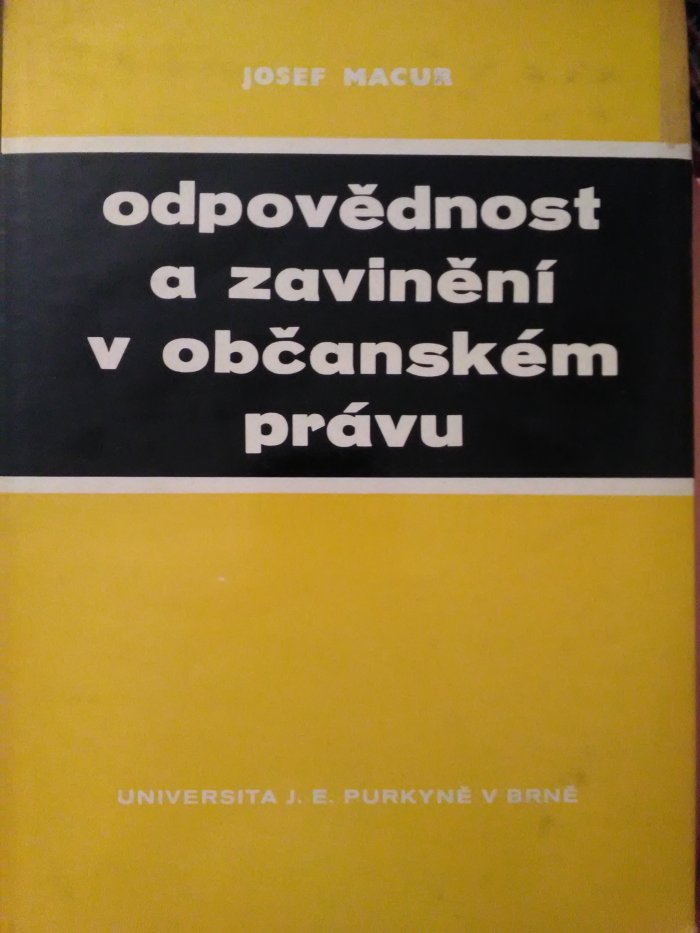 JOSEF MACUR
odpovědnost
a zavinění
v občanském
právu
UNIVERSITA J. E. PURKYNĚ V BRNĚ